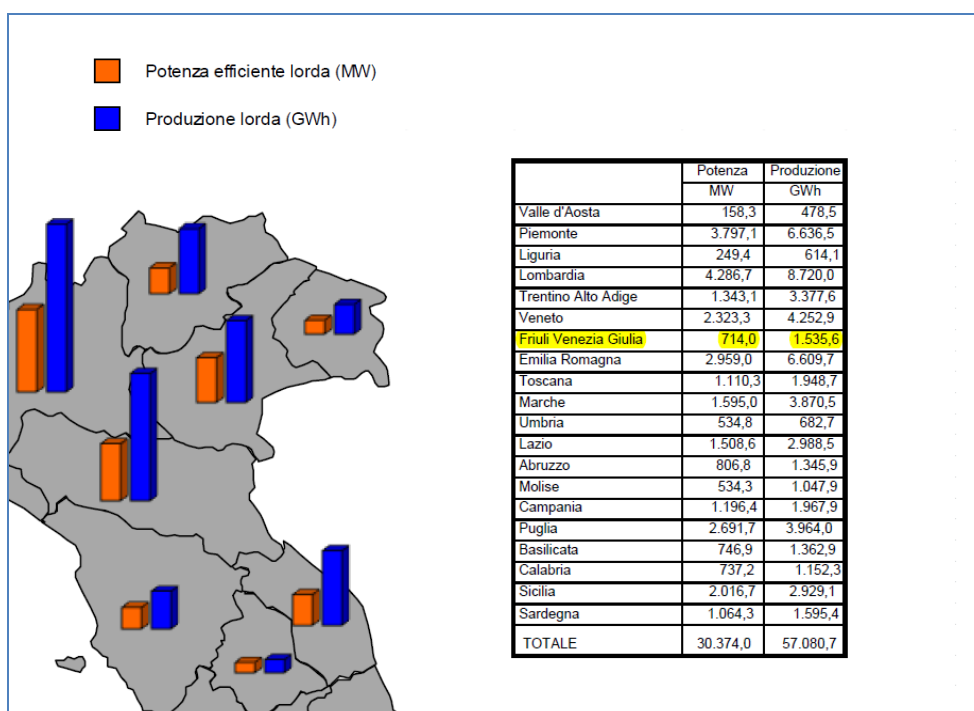 Potenza efficiente lorda (MW)
Produzione lorda (GWh)
Potenza Produzione
MW GWh
Valle d'Aosta 158,3 478,5
Piemonte 3.797,1 6.636,5
Liguria 249,4 614,1
Lombardia 4.286,7 8.720,0
Trentino Alto Adige 1.343,1 3.377,6
Veneto 2.323,3 4.252,9
Friuli Venezia Giulia 714,0 1.535,6
Emilia Romagna 2.959,0 6.609,7
Toscana 1.110,3 1.948,7
Marche 1.595,0 3.870,5
Umbria 534,8 682,7
Lazio 1.508,6 2.988,5
Abruzzo 806,8 1.345,9
Molise 534,3 1.047,9
Campania 1.196,4 1.967,9
Puglia 2.691,7 3.964,0
Basilicata 746,9 1.362,9
Calabria 737,2 1.152,3
Sicilia 2.016,7 2.929,1
Sardegna 1.064,3 1.595,4
TOTALE 30.374,0 57.080,7